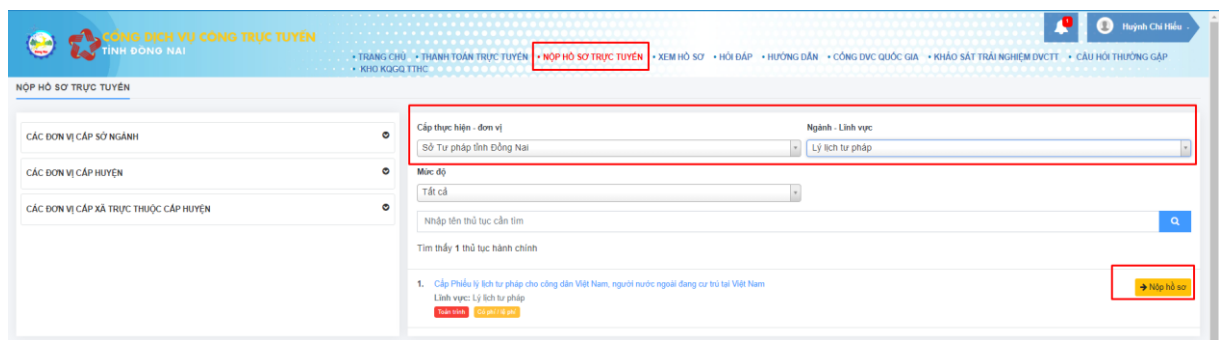 CỔNG DỊCH VỤ CÔNG TRỰC TUYẾN
TỈNH ĐỒNG NAI
Huỳnh Chí Hiếu
• TRANG CHỦ • THANH TOÁN TRỰC TUYẾN • NỘP HỒ SƠ TRỰC TUYẾN • XEM HỒ SƠ • HỎI ĐÁP • HƯỚNG DẪN • CỔNG DVC QUỐC GIA • KHẢO SÁT TRẢI NGHIỆM DVCTT • CÂU HỎI THƯỜNG GẶP
• KHO KQGQ TTHC
NỘP HỒ SƠ TRỰC TUYẾN
CÁC ĐƠN VỊ CẤP SỞ NGÀNH
CÁC ĐƠN VỊ CẤP HUYỆN
CÁC ĐƠN VỊ CẤP XÃ TRỰC THUỘC CẤP HUYỆN
Cấp thực hiện - đơn vị
Sở Tư pháp tỉnh Đồng Nai
Ngành - Lĩnh vực
Lý lịch tư pháp
Mức độ
Tất cả
Nhập tên thủ tục cần tìm
Tìm thấy 1 thủ tục hành chính
1. Cấp Phiếu lý lịch tư pháp cho công dân Việt Nam, người nước ngoài đang cư trú tại Việt Nam
Lĩnh vực: Lý lịch tư pháp
Toàn trình Có phí / lệ phí
→ Nộp hồ sơ